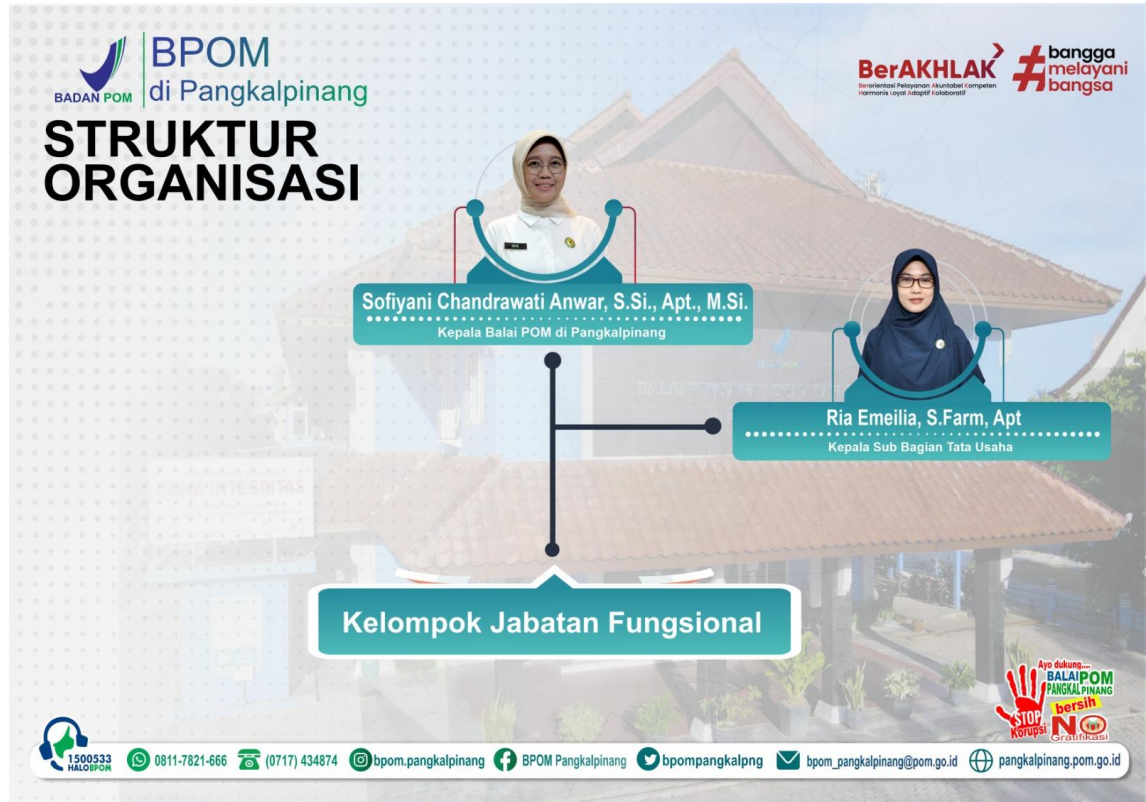 BADAN POM
BPOM
di Pangkalpinang
STRUKTUR
ORGANISASI
BerAKHLAK
Berorientasi Pelayanan Akuntabel Kompeten
Harmonis Loyal Adaptif Kolaboratif
# bangga
melayani
bangsa
Sofiyani Chandrawati Anwar, S.Si., Apt., M.Si.
Kepala Balai POM di Pangkalpinang
Ria Emeilia, S.Farm, Apt
Kepala Sub Bagian Tata Usaha
Kelompok Jabatan Fungsional
Ayo dukung....
BALAI POM
PANGKALPINANG
bersih
STOP
Korupsi
NO
Gratifikasi
1500533
HALOBPOM
0811-7821-666
(0717) 434874
bpom.pangkalpinang
BPOM Pangkalpinang
bpompangkalpng
bpom_pangkalpinang@pom.go.id
pangkalpinang.pom.go.id